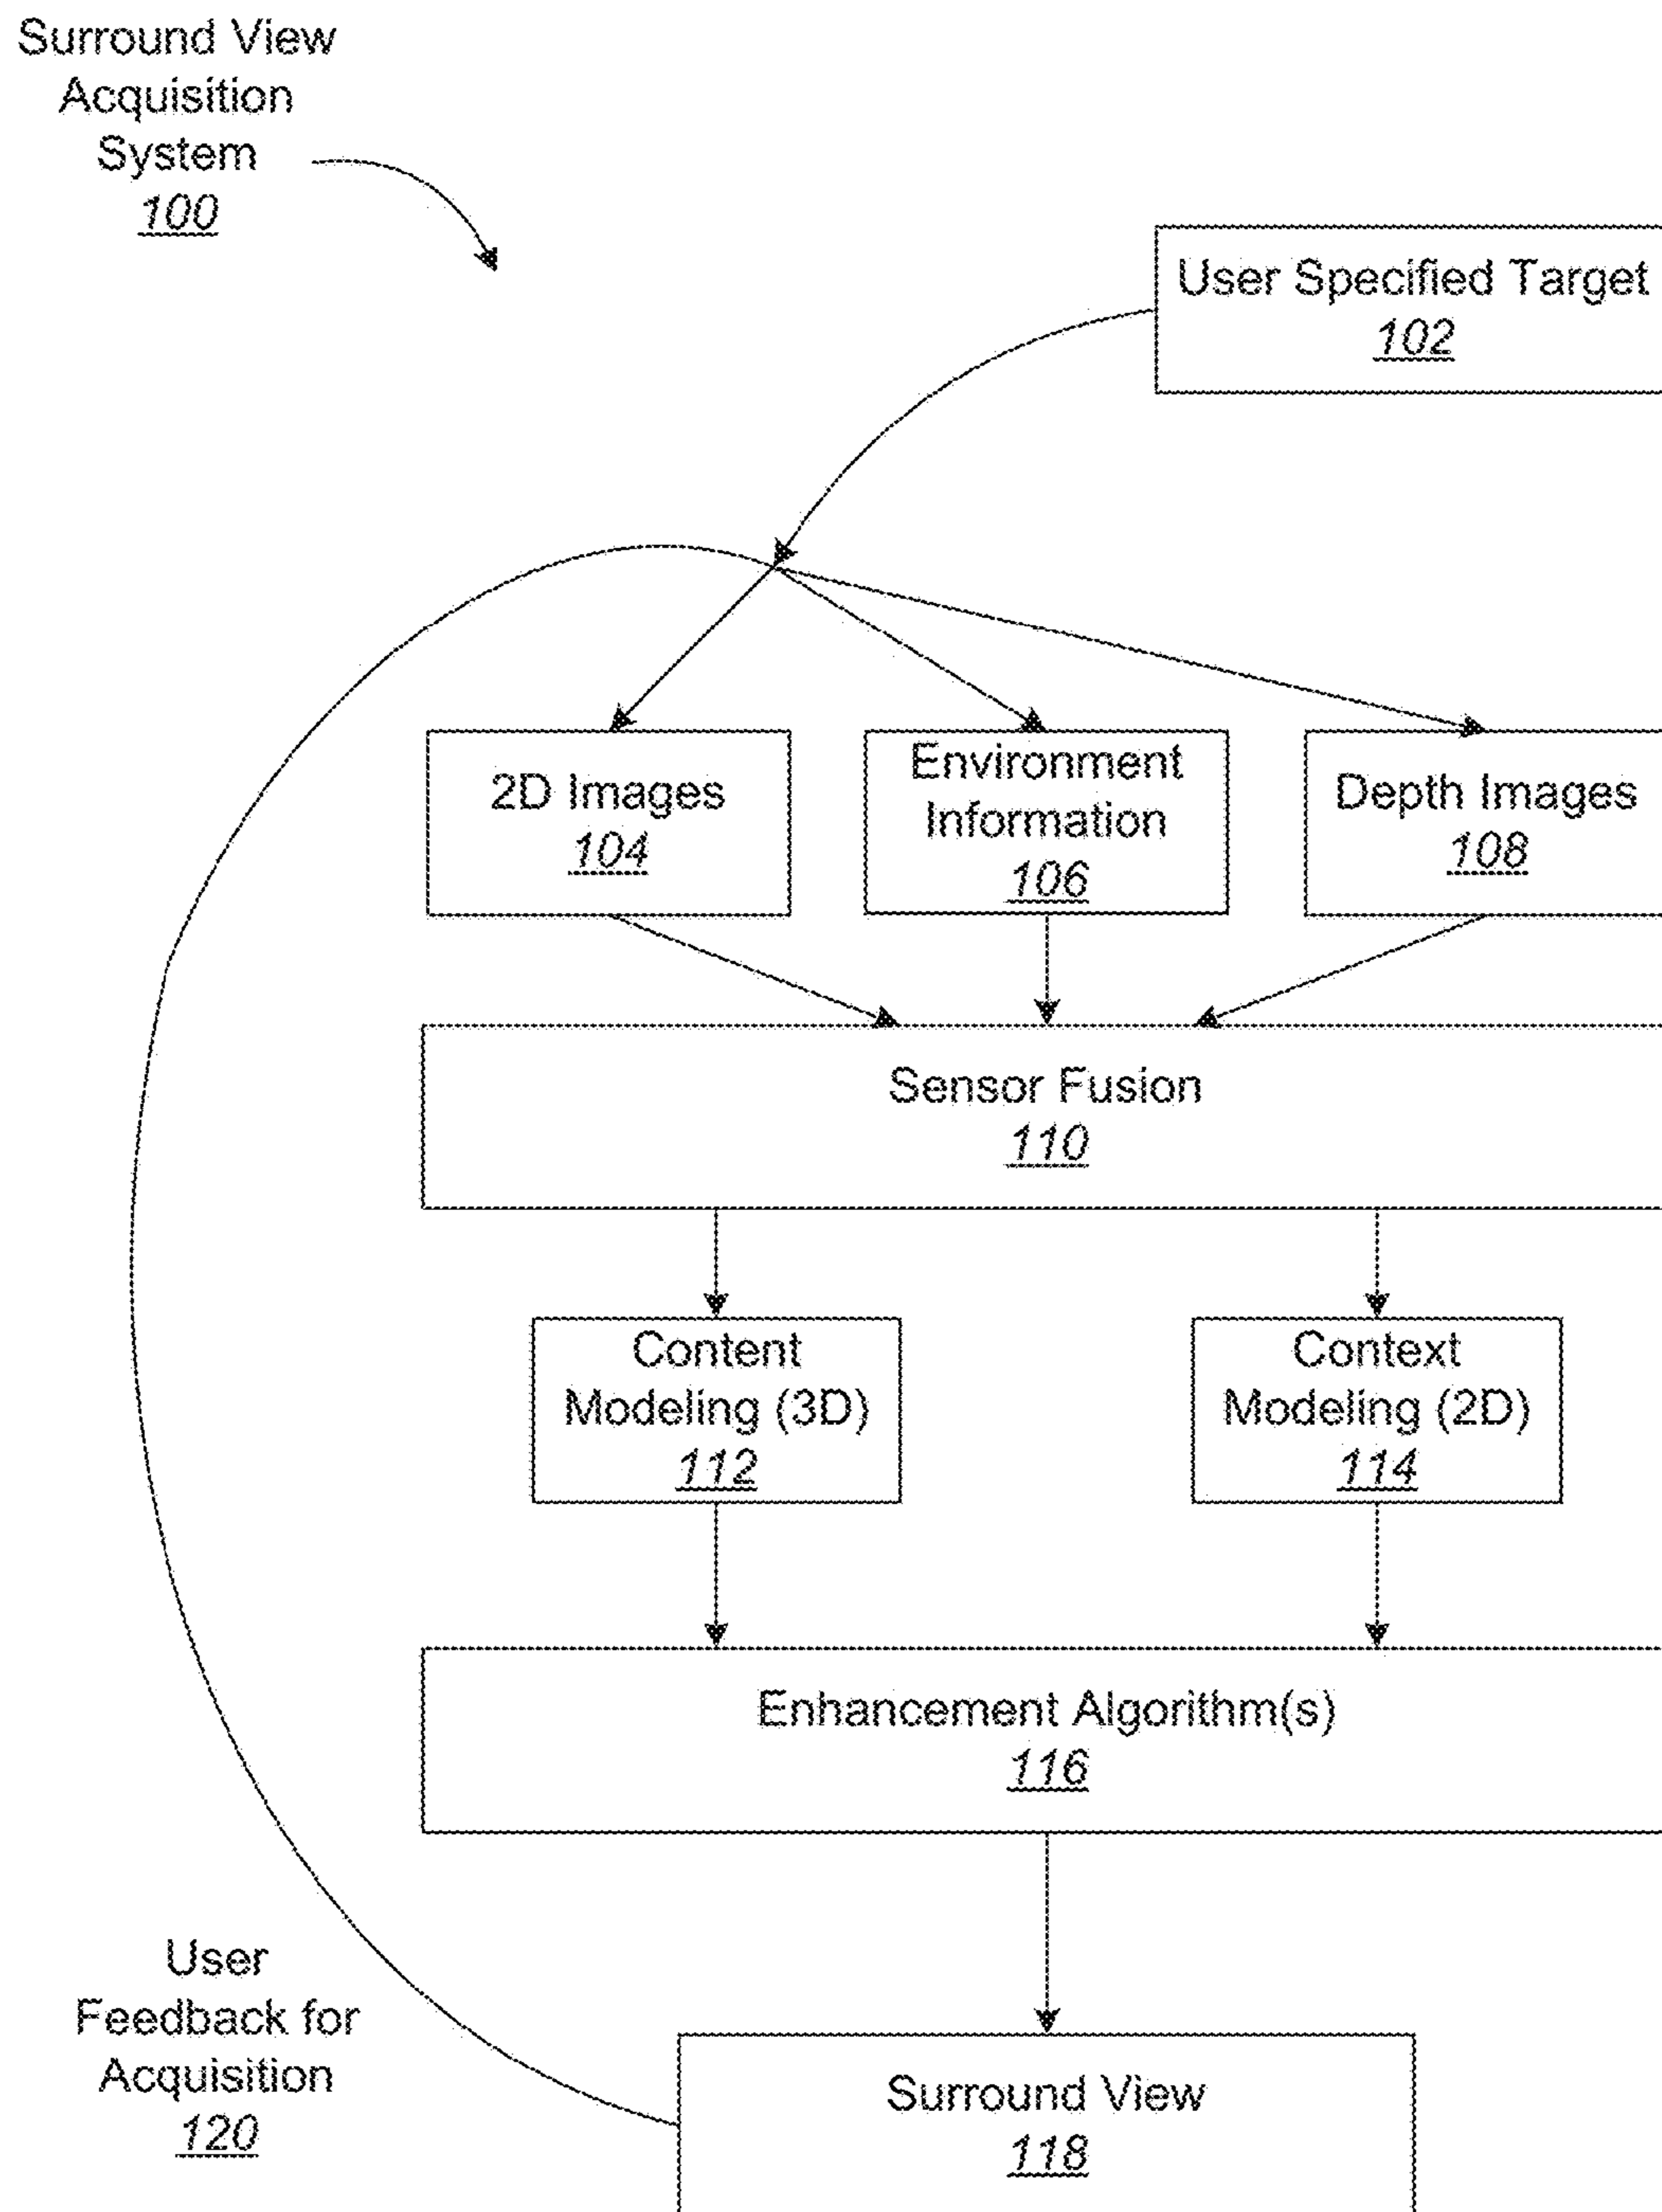 Surround View
Acquisition
System
100
User Specified Target
102
2D Images
104
Environment
Information
106
Depth Images
108
Sensor Fusion
110
Content
Modeling (3D)
112
Context
Modeling (2D)
114
Enhancement Algorithm(s)
116
User
Feedback for
Acquisition
120
Surround View
118